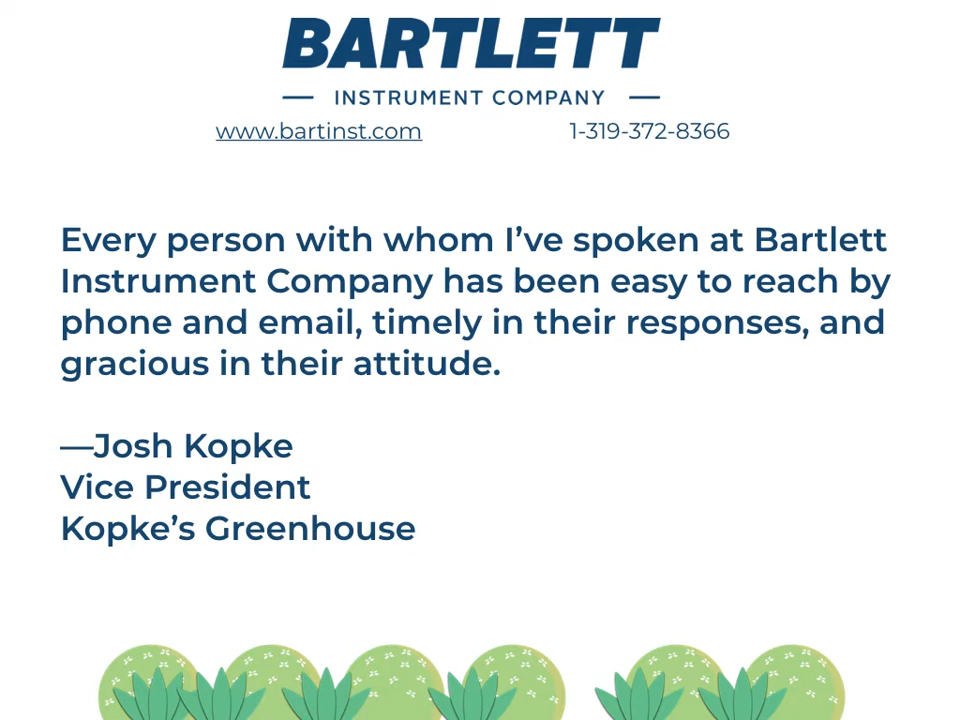 BARTLETT
— INSTRUMENT COMPANY —
www.bartinst.com 1-319-372-8366
Every person with whom I’ve spoken at Bartlett
Instrument Company has been easy to reach by
phone and email, timely in their responses, and
gracious in their attitude.
—Josh Kopke
Vice President
Kopke’s Greenhouse